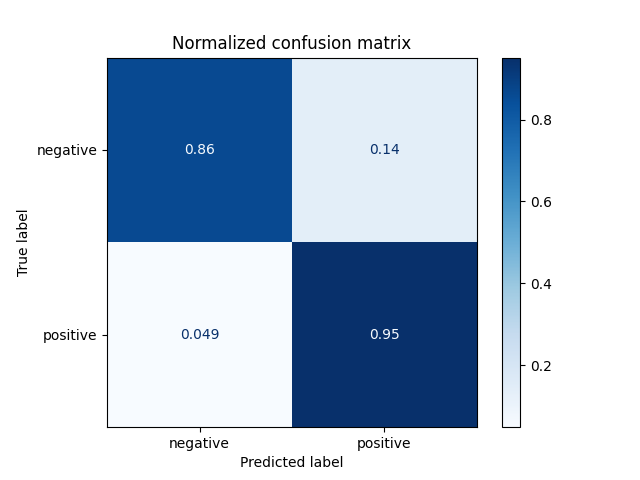 Normalized confusion matrix
True label
negative
0.86
0.14
positive
0.049
0.95
negative
positive
Predicted label
0.8
0.6
0.4
0.2